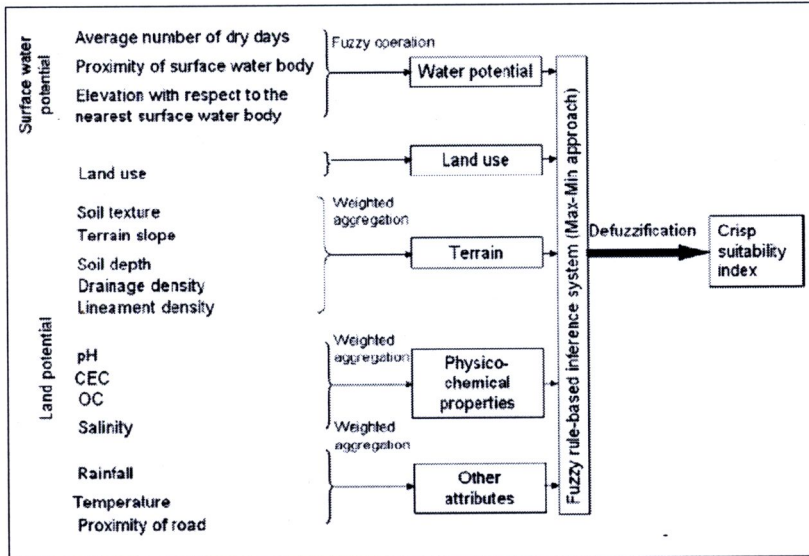 Surface water
potential
Average number of dry days
Proximity of surface water body
Elevation with respect to the
nearest surface water body
Fuzzy operation
Water potential
Land use
Land use
Land potential
Soil texture
Terrain slope
Soil depth
Drainage density
Lineament density
Weighted
aggregation
Terrain
pH
CEC
OC
Salinity
Weighted
aggregation
Physico-
chemical
properties
Rainfall
Temperature
Proximity of road
Weighted
aggregation
Other
attributes
Fuzzy rule-based inference system (Max-Min approach)
Defuzzification
Crisp
suitability
index